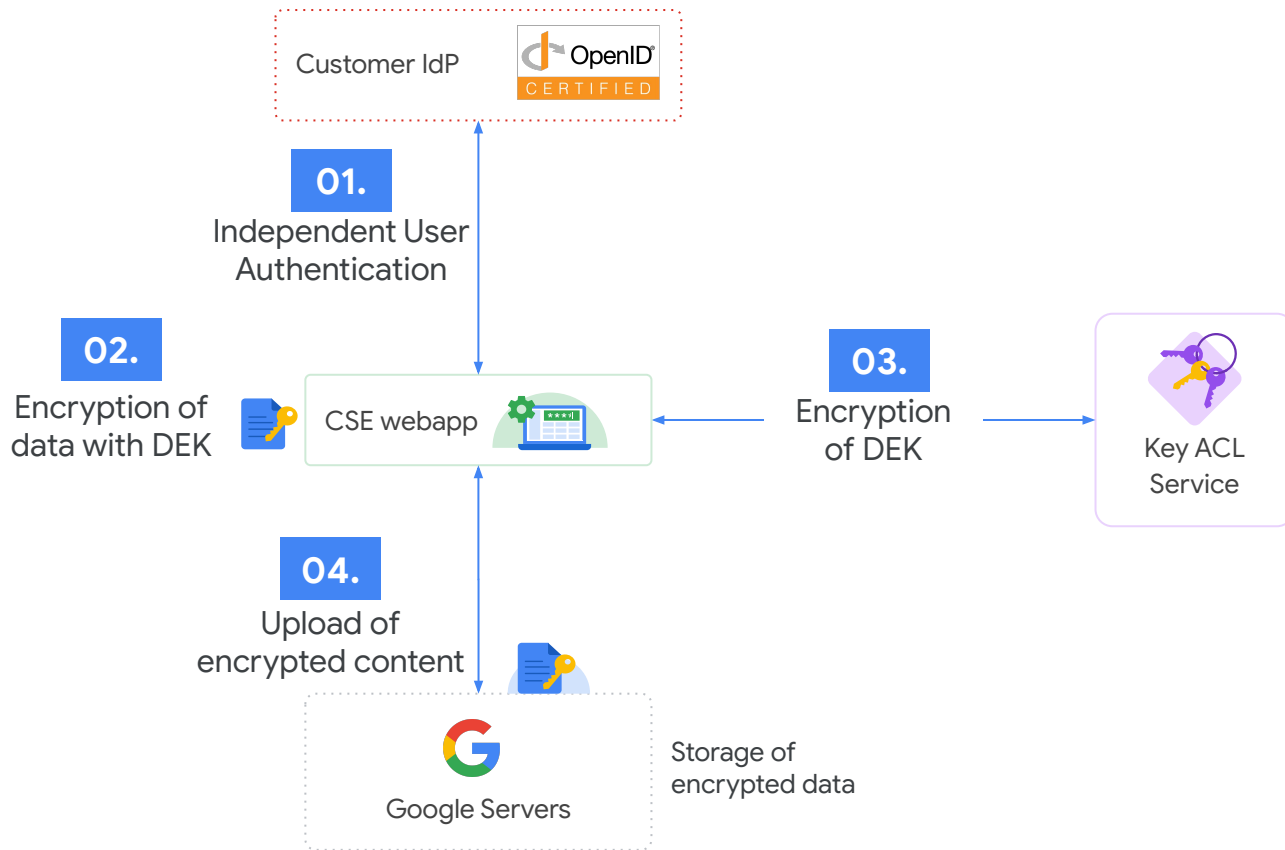 Customer IdP
OpenID®
CERTIFIED
01.
Independent User
Authentication
02.
Encryption of
data with DEK
CSE webapp
****
03.
Encryption
of DEK
Key ACL
Service
04.
Upload of
encrypted content
Google Servers
Storage of
encrypted data